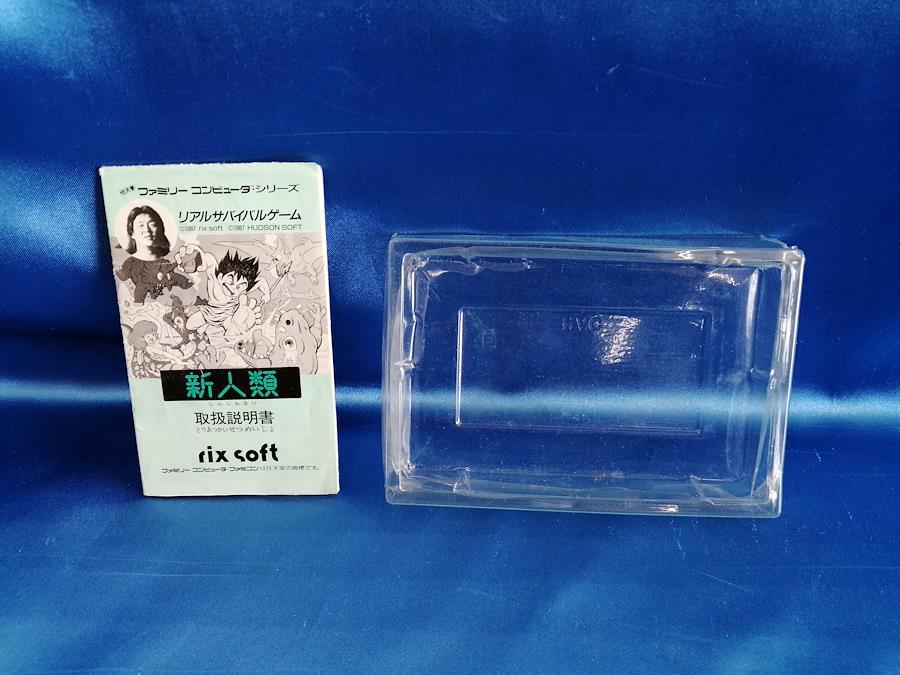 ファミリー コンピュータ シリーズ
リアルサバイバルゲーム
©1987 rix soft ©1987 HUDSON SOFT
新人類
しんじんるい
取扱説明書
とりあつかいせつめいしょ
rix soft
ファミリー コンピュータ・ファミコンは任天堂の商標です。